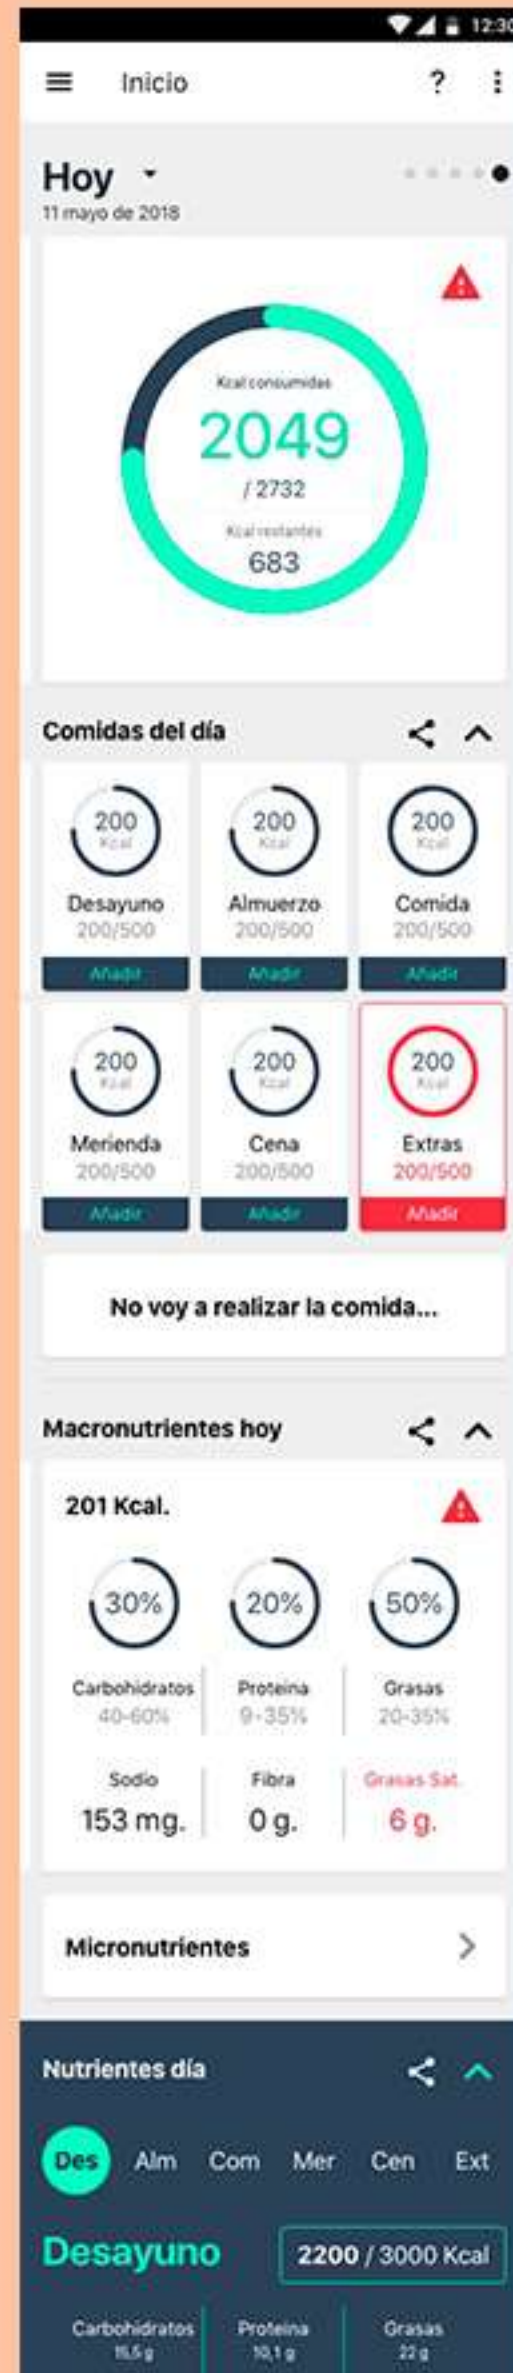 12:30
Inicio ?
Hoy
11 mayo de 2018
Kcal consumidas
2049
/ 2732
Kcal restantes
683
Comidas del día
200 200 200
Kcal Kcal Kcal
Desayuno Almuerzo Comida
200/500 200/500 200/500
Añadir Añadir Añadir
200 200 200
Kcal Kcal Kcal
Merienda Cena Extras
200/500 200/500 200/500
Añadir Añadir Añadir
No voy a realizar la comida...
Macronutrientes hoy
201 Kcal.
30% 20% 50%
Carbohidratos Proteina Grasas
40-60% 9-35% 20-35%
Sodio Fibra Grasas Sat.
153 mg. 0 g. 6 g.
Micronutrientes
Nutrientes día
Des Alm Com Mer Cen Ext
Desayuno 2200 / 3000 Kcal
Carbohidratos Proteina Grasas
15,5 g 10,1 g 22 g